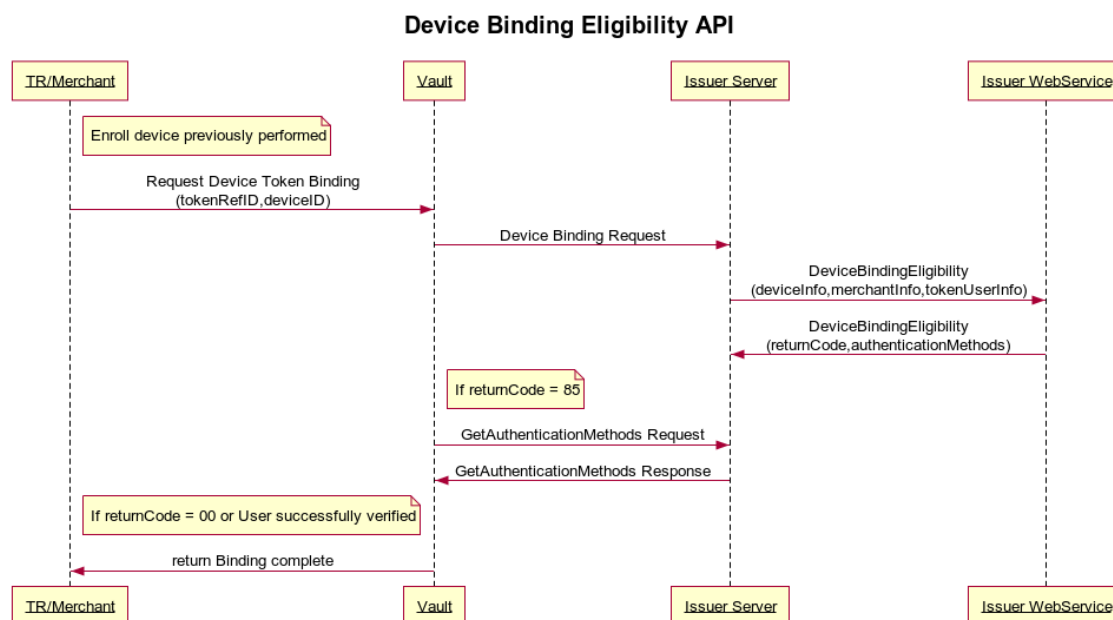 Device Binding Eligibility API
TR/Merchant
Vault
Issuer Server
Issuer WebService
Enroll device previously performed
Request Device Token Binding
(tokenRefID,deviceID)
Device Binding Request
DeviceBindingEligibility
(deviceInfo,merchantInfo,tokenUserInfo)
DeviceBindingEligibility
(returnCode,authenticationMethods)
If returnCode = 85
GetAuthenticationMethods Request
GetAuthenticationMethods Response
If returnCode = 00 or User successfully verified
return Binding complete
TR/Merchant
Vault
Issuer Server
Issuer WebService